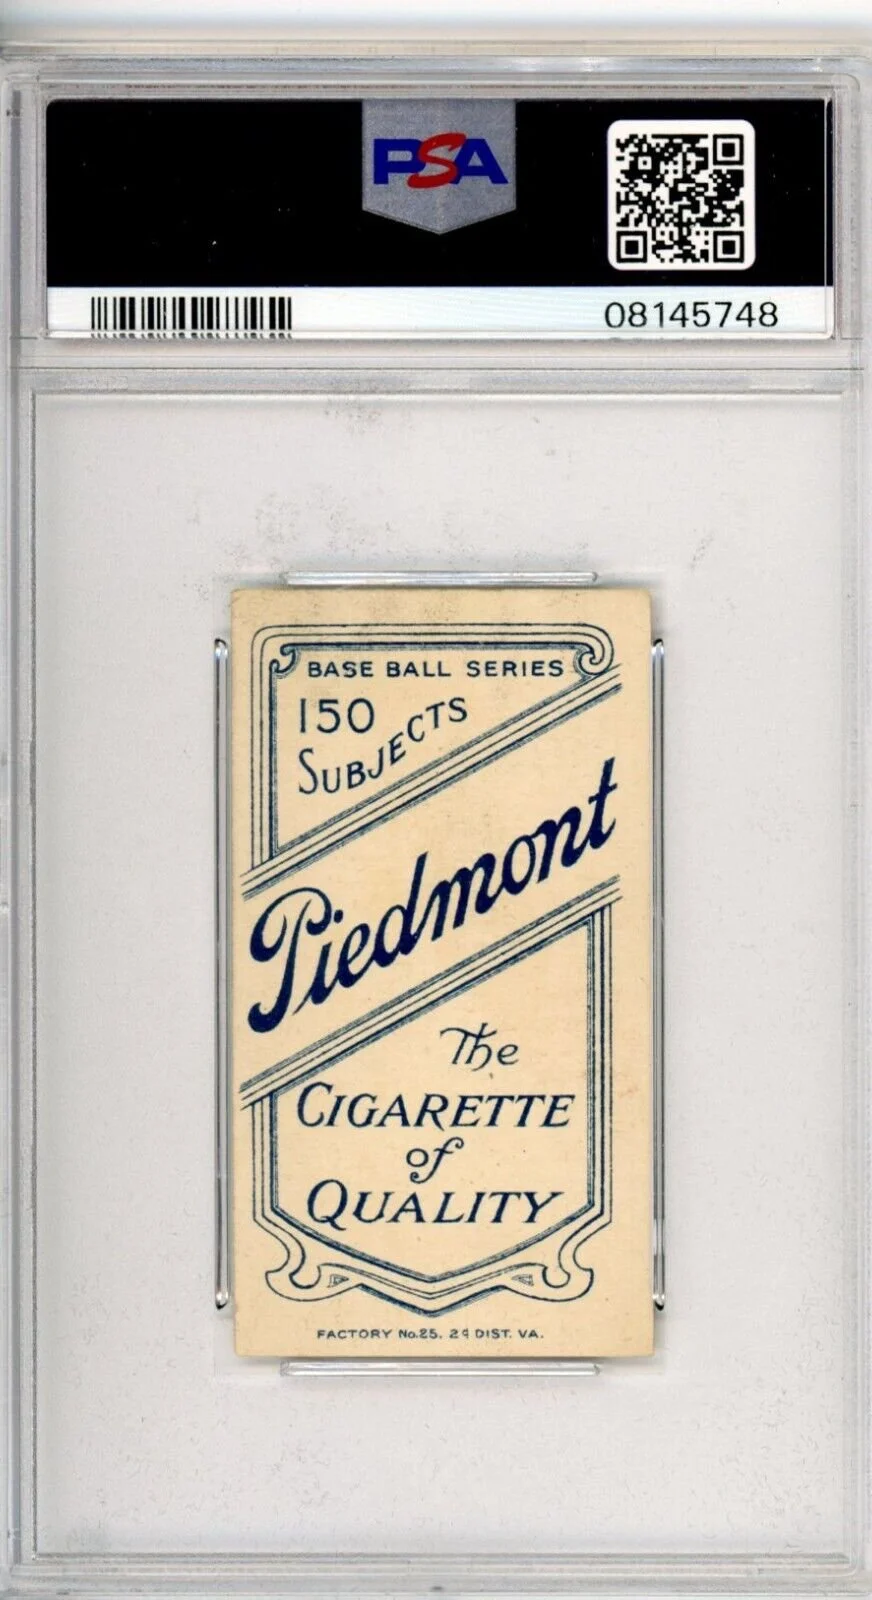 PSA
08145748
BASE BALL SERIES
150
SUBJECTS
Piedmont
The
CIGARETTE
of
QUALITY
FACTORY No.25. 2d DIST. VA.